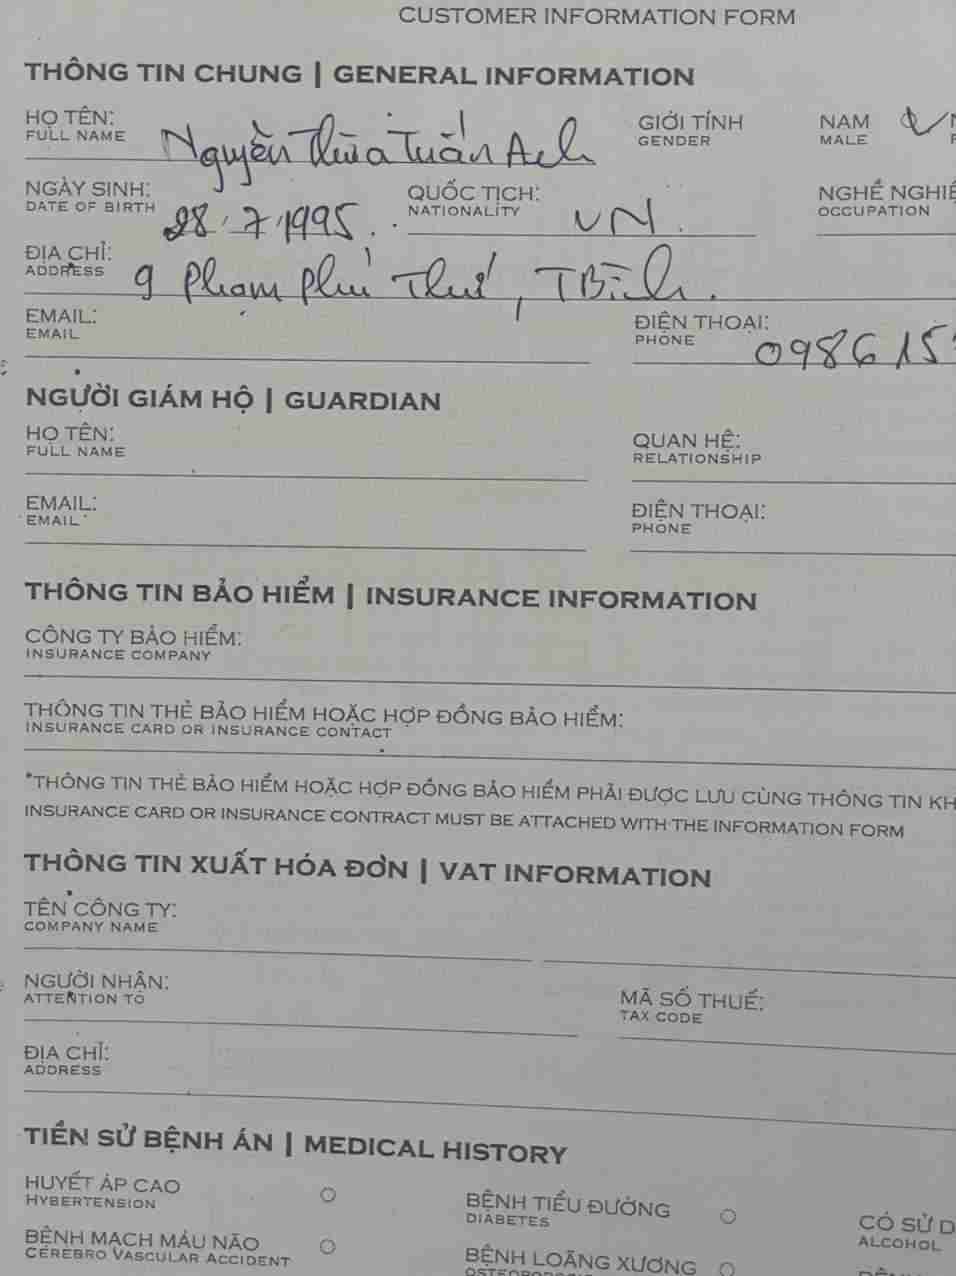 CUSTOMER INFORMATION FORM
THÔNG TIN CHUNG | GENERAL INFORMATION
HỌ TÊN: Nguyễn Thừa Tuấn Anh GIỚI TÍNH NAM
FULL NAME GENDER MALE
NGÀY SINH: 28.7.1995 QUỐC TỊCH: VN NGHỀ NGHIỆ
DATE OF BIRTH NATIONALITY OCCUPATION
ĐỊA CHỈ: 9 Phạm Phú Thứ, TBình.
ADDRESS
EMAIL: ĐIỆN THOẠI: 0986 15
EMAIL PHONE
NGƯỜI GIÁM HỘ | GUARDIAN
HỌ TÊN: QUAN HỆ:
FULL NAME RELATIONSHIP
EMAIL: ĐIỆN THOẠI:
EMAIL PHONE
THÔNG TIN BẢO HIỂM | INSURANCE INFORMATION
CÔNG TY BẢO HIỂM:
INSURANCE COMPANY
THÔNG TIN THẺ BẢO HIỂM HOẶC HỢP ĐỒNG BẢO HIỂM:
INSURANCE CARD OR INSURANCE CONTACT
*THÔNG TIN THẺ BẢO HIỂM HOẶC HỢP ĐỒNG BẢO HIỂM PHẢI ĐƯỢC LƯU CÙNG THÔNG TIN KH
INSURANCE CARD OR INSURANCE CONTRACT MUST BE ATTACHED WITH THE INFORMATION FORM
THÔNG TIN XUẤT HÓA ĐƠN | VAT INFORMATION
TÊN CÔNG TY:
COMPANY NAME
NGƯỜI NHẬN: MÃ SỐ THUẾ:
ATTENTION TO TAX CODE
ĐỊA CHỈ:
ADDRESS
TIỀN SỬ BỆNH ÁN | MEDICAL HISTORY
HUYẾT ÁP CAO BỆNH TIỂU ĐƯỜNG CÓ SỬ D
HYBERTENSION DIABETES ALCOHOL
BỆNH MẠCH MÁU NÃO BỆNH LOÃNG XƯƠNG
CEREBRO VASCULAR ACCIDENT